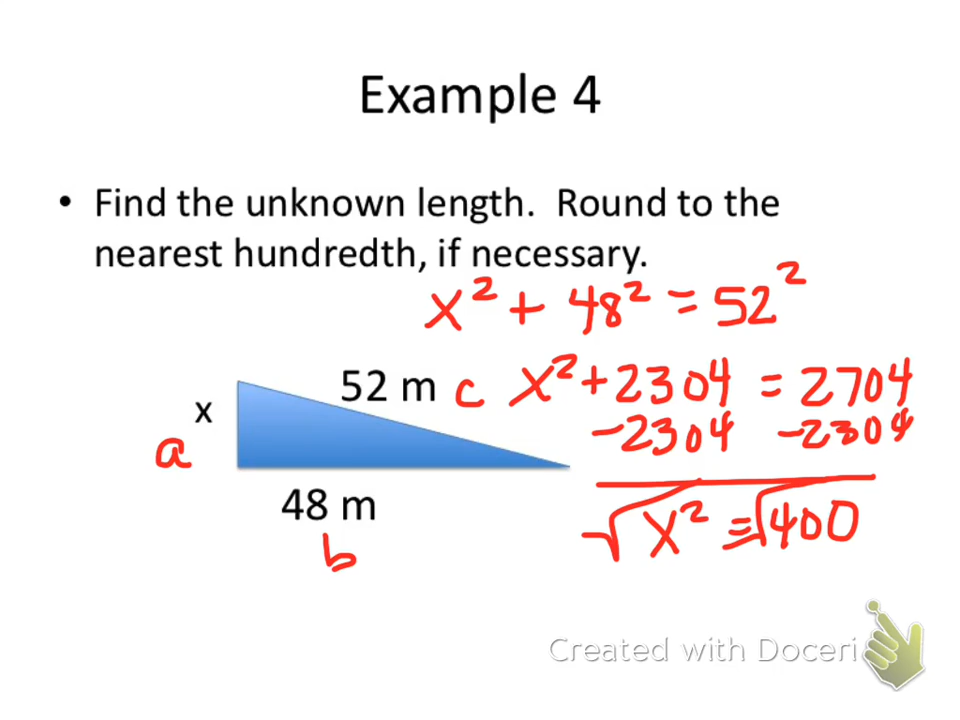 Example 4
• Find the unknown length. Round to the
nearest hundredth, if necessary.
x² + 48² = 52²
52 m c x² + 2304 = 2704
x
-2304 -2304
a
48 m
√x² = √400
b
Created with Doceri